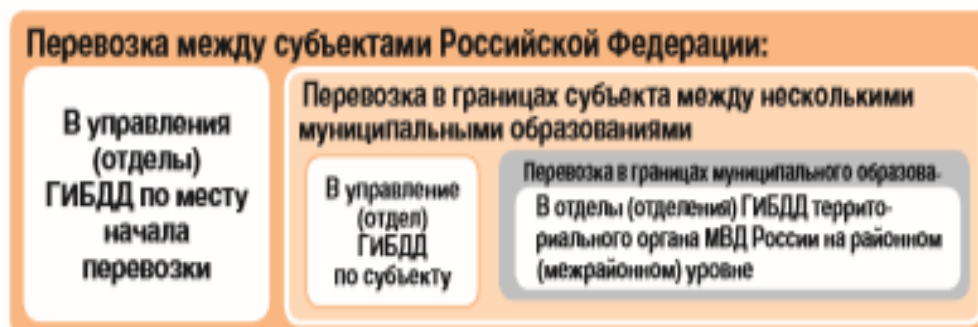 Перевозка между субъектами Российской Федерации:
В управления
(отделы)
ГИБДД по месту
начала
перевозки
Перевозка в границах субъекта между несколькими
муниципальными образованиями
В управление
(отдел)
ГИБДД
по субъекту
Перевозка в границах муниципального образова-
В отделы (отделения) ГИБДД террито-
риального органа МВД России на районном
(межрайонном) уровне